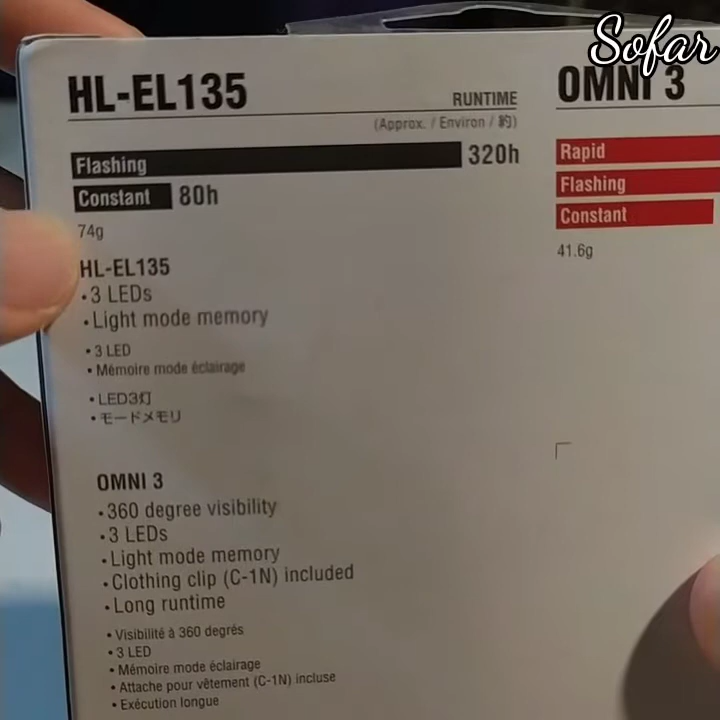 Sofar
HL-EL135
RUNTIME
(Approx. / Environ / 約)
Flashing 320h
Constant 80h
74g
HL-EL135
・3 LEDs
・Light mode memory
• 3 LED
• Mémoire mode éclairage
・LED3灯
・モードメモリ
OMNI 3
・360 degree visibility
・3 LEDs
・Light mode memory
・Clothing clip (C-1N) included
・Long runtime
• Visibilité à 360 degrés
• 3 LED
• Mémoire mode éclairage
• Attache pour vêtement (C-1N) incluse
• Exécution longue
OMNI 3
Rapid
Flashing
Constant
41.6g